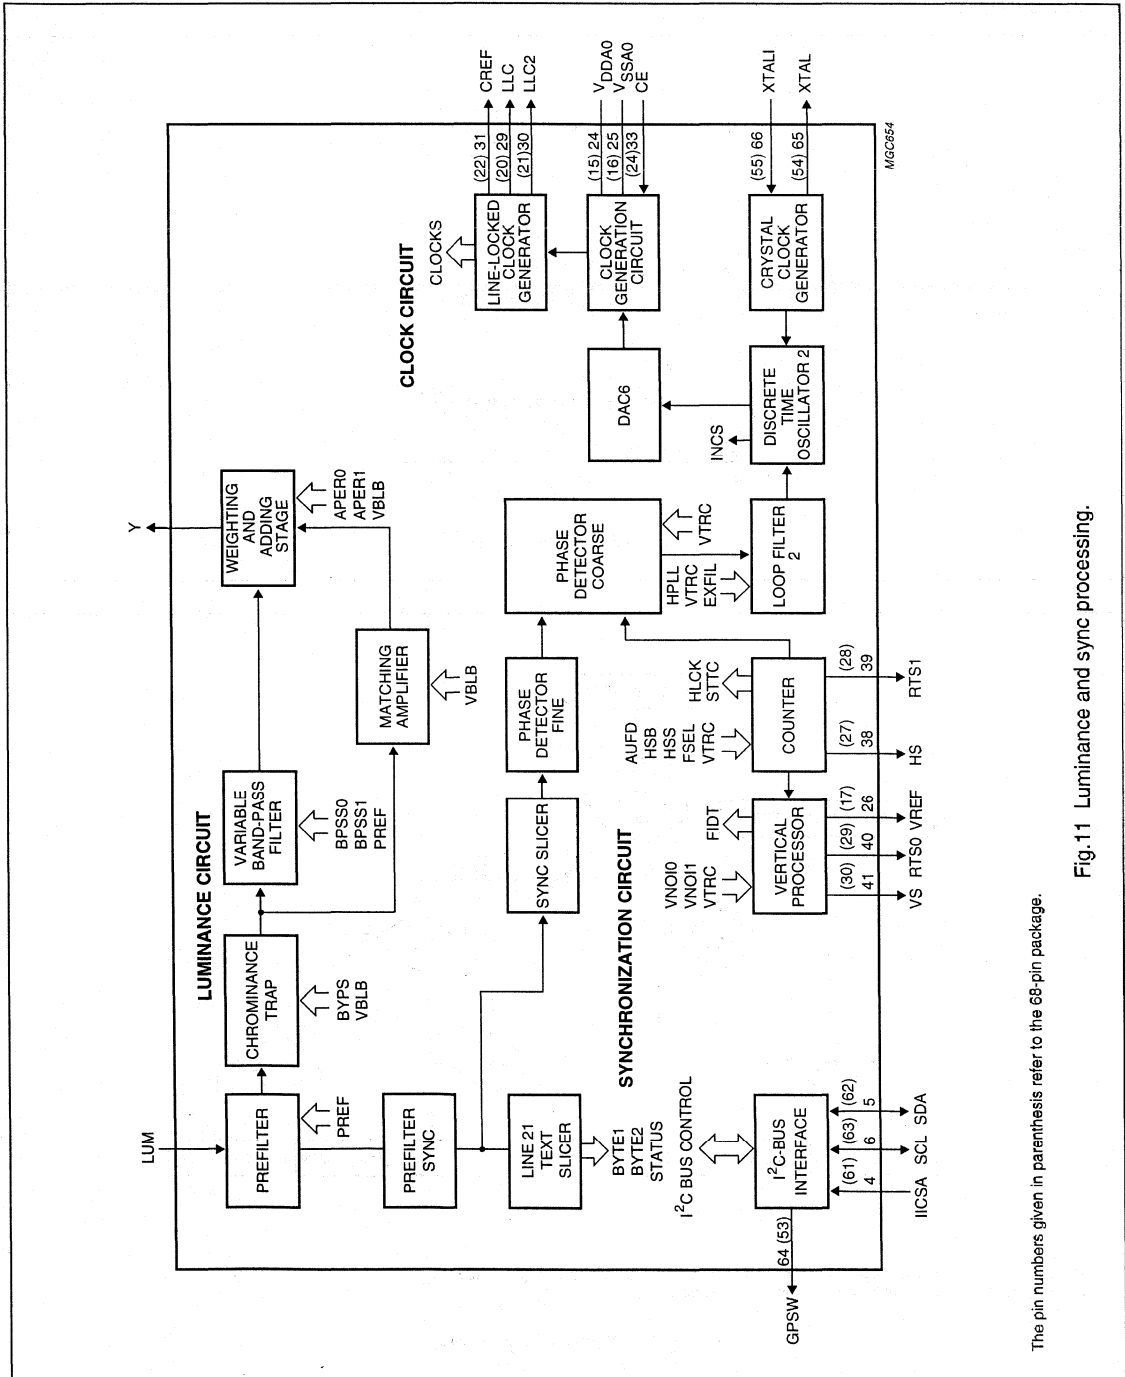 LUM
Y
LUMINANCE CIRCUIT
PREFILTER
PREF
CHROMINANCE
TRAP
BYPS
VBLB
VARIABLE
BAND-PASS
FILTER
BPSS0
BPSS1
PREF
MATCHING
AMPLIFIER
VBLB
WEIGHTING
AND
ADDING
STAGE
APER0
APER1
VBLB
CLOCK CIRCUIT
CLOCKS
LINE-LOCKED
CLOCK
GENERATOR
(22) 31 CREF
(20) 29 LLC
(21)30 LLC2
CLOCK
GENERATION
CIRCUIT
(15) 24 VDDA0
(16) 25 VSSA0
(24)33 CE
DAC6
CRYSTAL
CLOCK
GENERATOR
(55) 66 XTALI
(54) 65 XTAL
DISCRETE
TIME
OSCILLATOR 2
INCS
PREFILTER
SYNC
LINE 21
TEXT
SLICER
BYTE1
BYTE2
STATUS
SYNCHRONIZATION CIRCUIT
SYNC SLICER
PHASE
DETECTOR
FINE
PHASE
DETECTOR
COARSE
VTRC
HPLL
VTRC
EXFIL
LOOP FILTER
2
I²C BUS CONTROL
I²C-BUS
INTERFACE
64 (53)
GPSW
(61)
4
IICSA
(63)
6
SCL
(62)
5
SDA
VNOI0
VNOI1
VTRC
FIDT
VERTICAL
PROCESSOR
(30)
41
VS
(29)
40
RTS0
(17)
26
VREF
AUFD
HSB
HSS
FSEL
VTRC
HLCK
STTC
COUNTER
(27)
38
HS
(28)
39
RTS1
MGC654
The pin numbers given in parenthesis refer to the 68-pin package.
Fig.11 Luminance and sync processing.